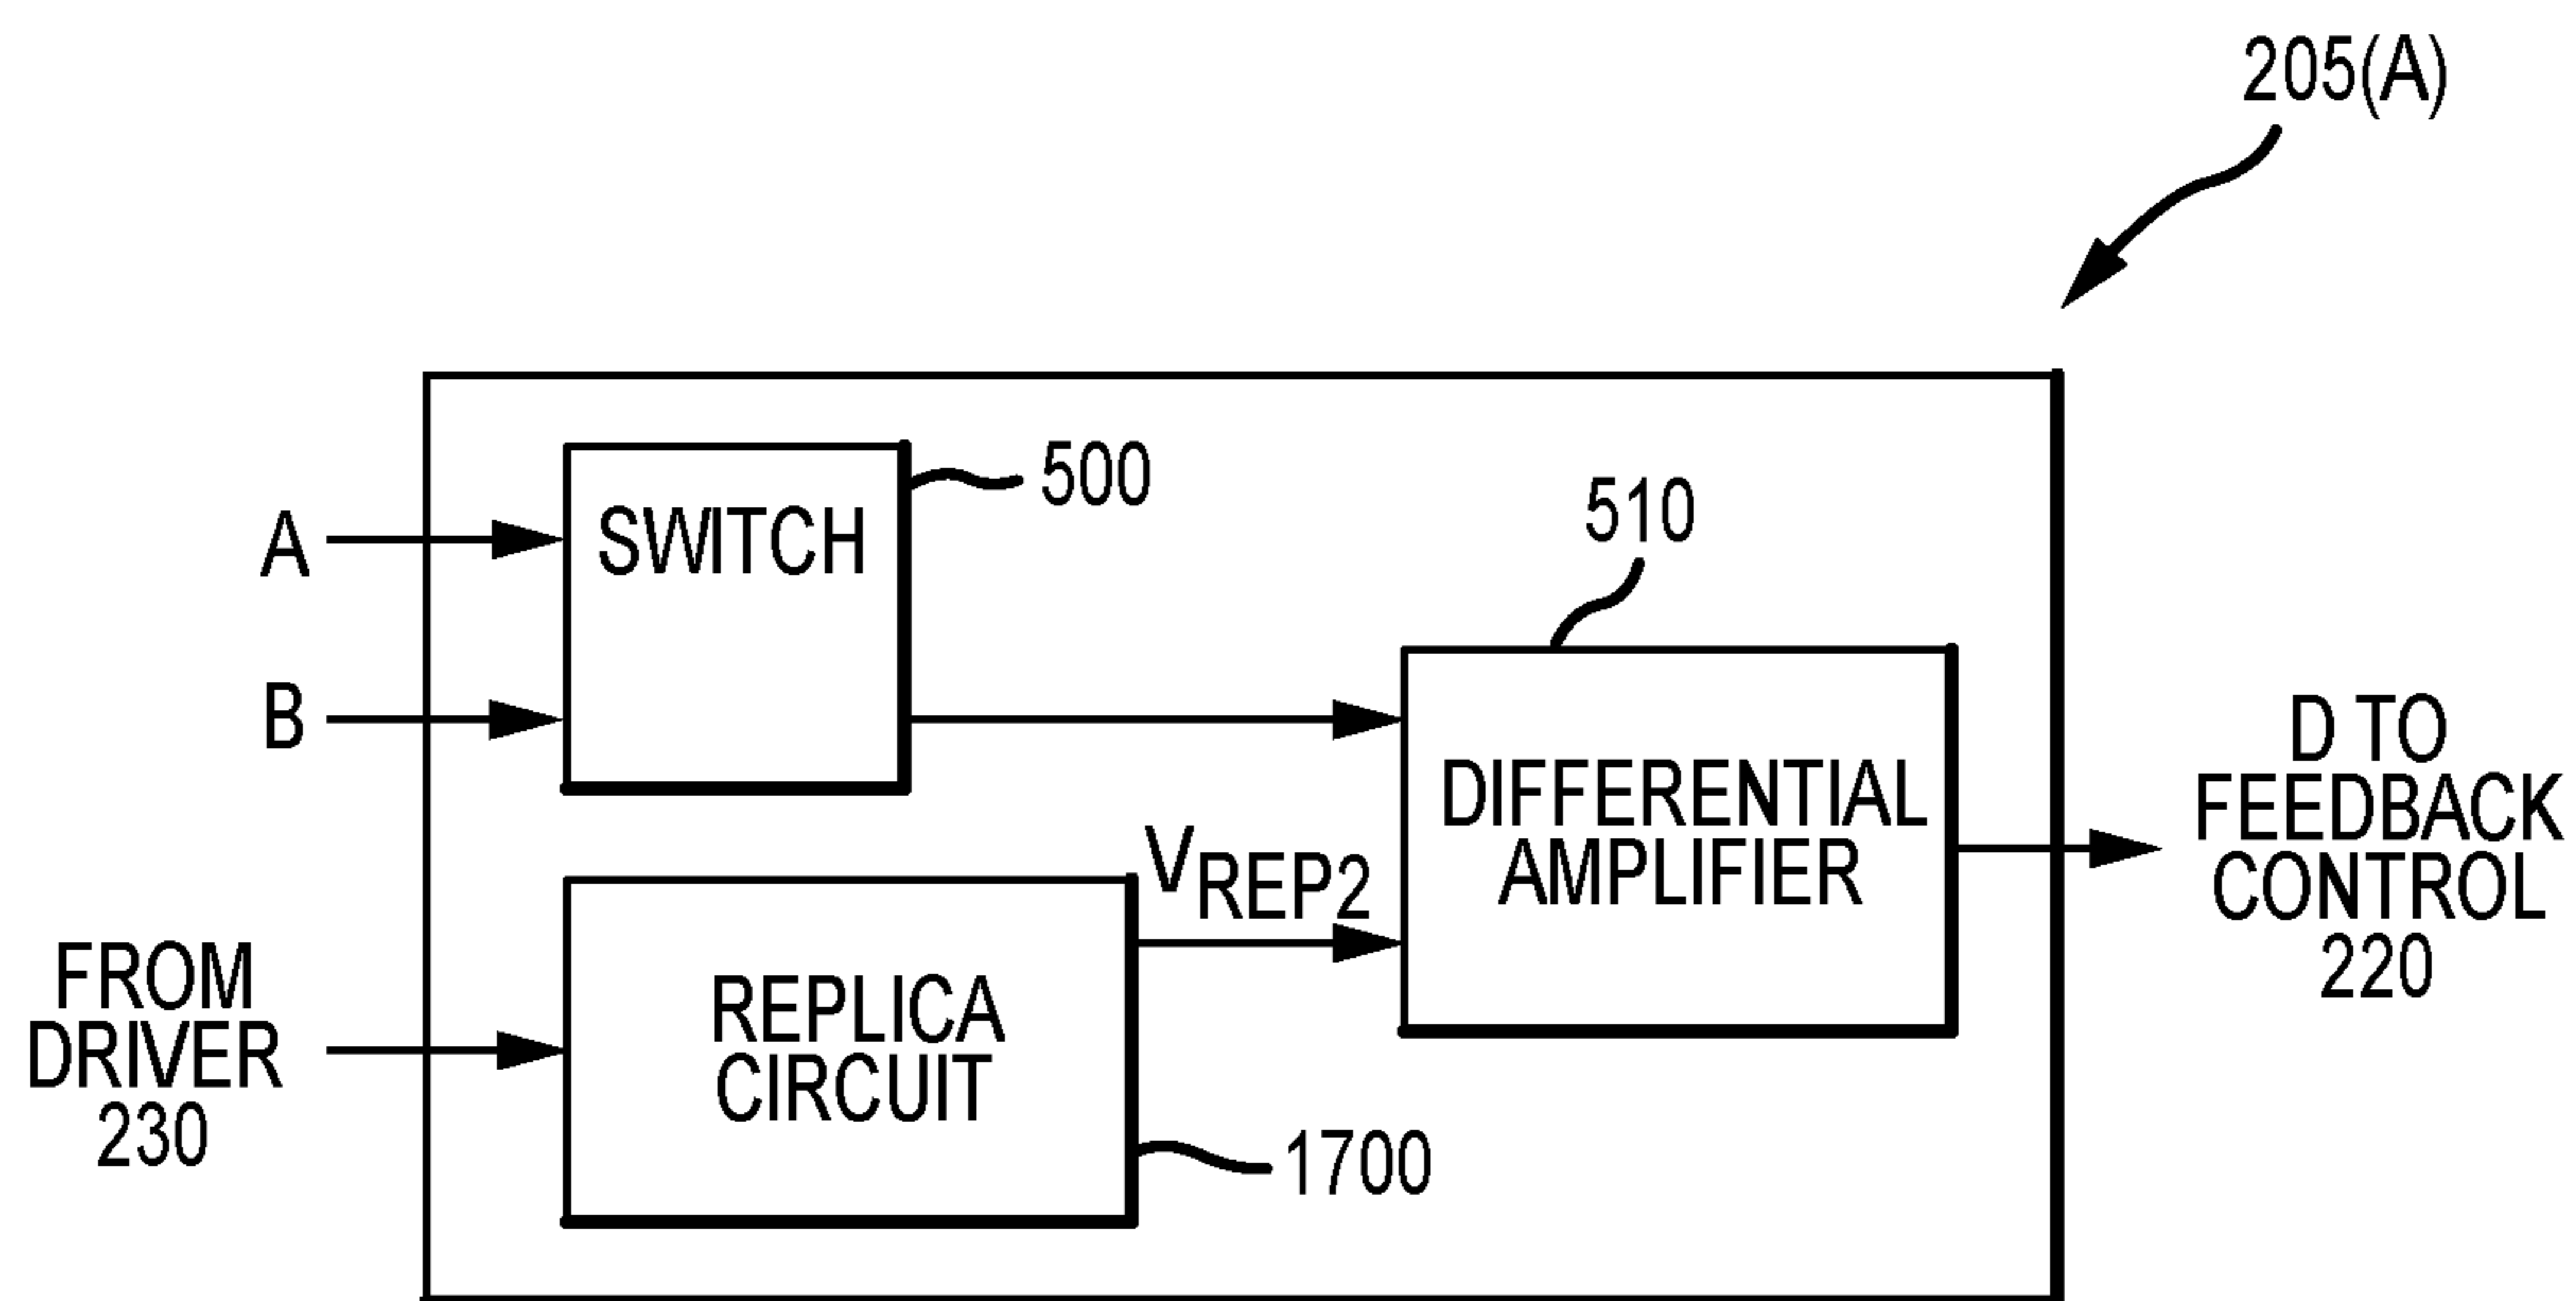 205(A)
500
SWITCH
A
B
510
DIFFERENTIAL
AMPLIFIER
VREP2
D TO
FEEDBACK
CONTROL
220
FROM
DRIVER
230
REPLICA
CIRCUIT
1700